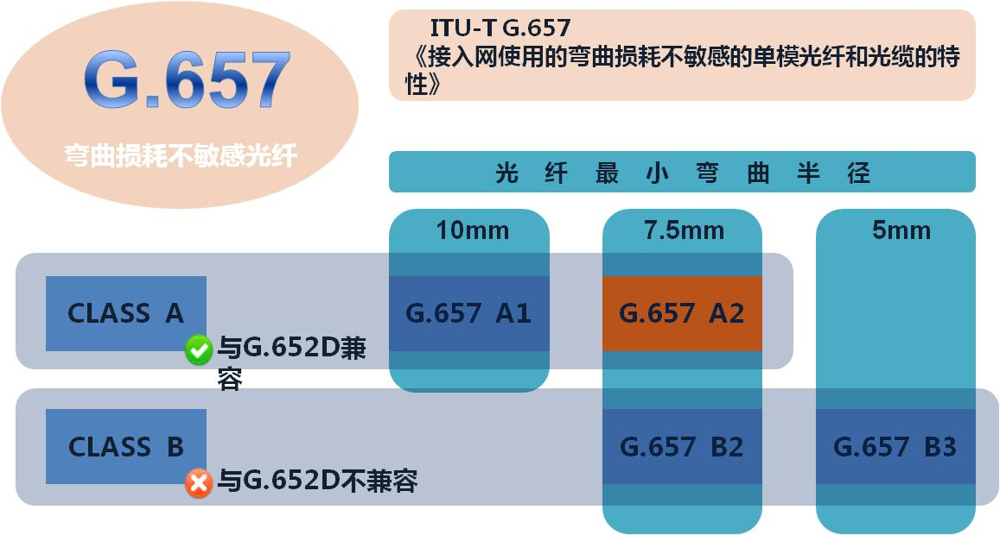 G.657
弯曲损耗不敏感光纤
ITU-T G.657
《接入网使用的弯曲损耗不敏感的单模光纤和光缆的特
性》
光 纤 最 小 弯 曲 半 径
10mm
7.5mm
5mm
CLASS A
G.657 A1
G.657 A2
与G.652D兼
容
CLASS B
G.657 B2
G.657 B3
与G.652D不兼容